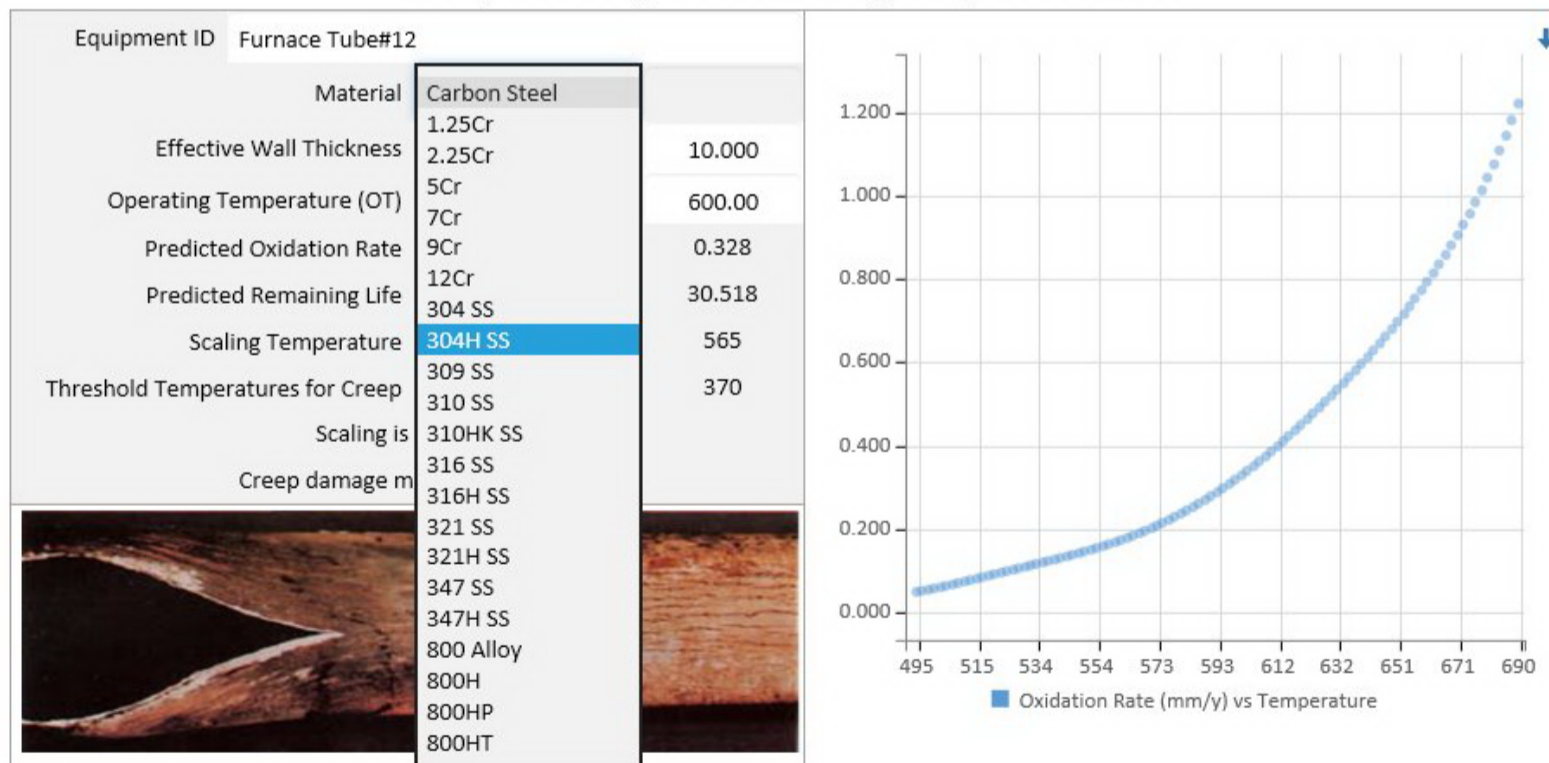 Equipment ID Furnace Tube#12
Material
Carbon Steel
1.25Cr
2.25Cr
5Cr
7Cr
9Cr
12Cr
304 SS
304H SS
309 SS
310 SS
310HK SS
316 SS
316H SS
321 SS
321H SS
347 SS
347H SS
800 Alloy
800H
800HP
800HT
Effective Wall Thickness 10.000
Operating Temperature (OT) 600.00
Predicted Oxidation Rate 0.328
Predicted Remaining Life 30.518
Scaling Temperature 565
Threshold Temperatures for Creep 370
Scaling is
Creep damage m
1.200
1.000
0.800
0.600
0.400
0.200
0.000
495 515 534 554 573 593 612 632 651 671 690
Oxidation Rate (mm/y) vs Temperature